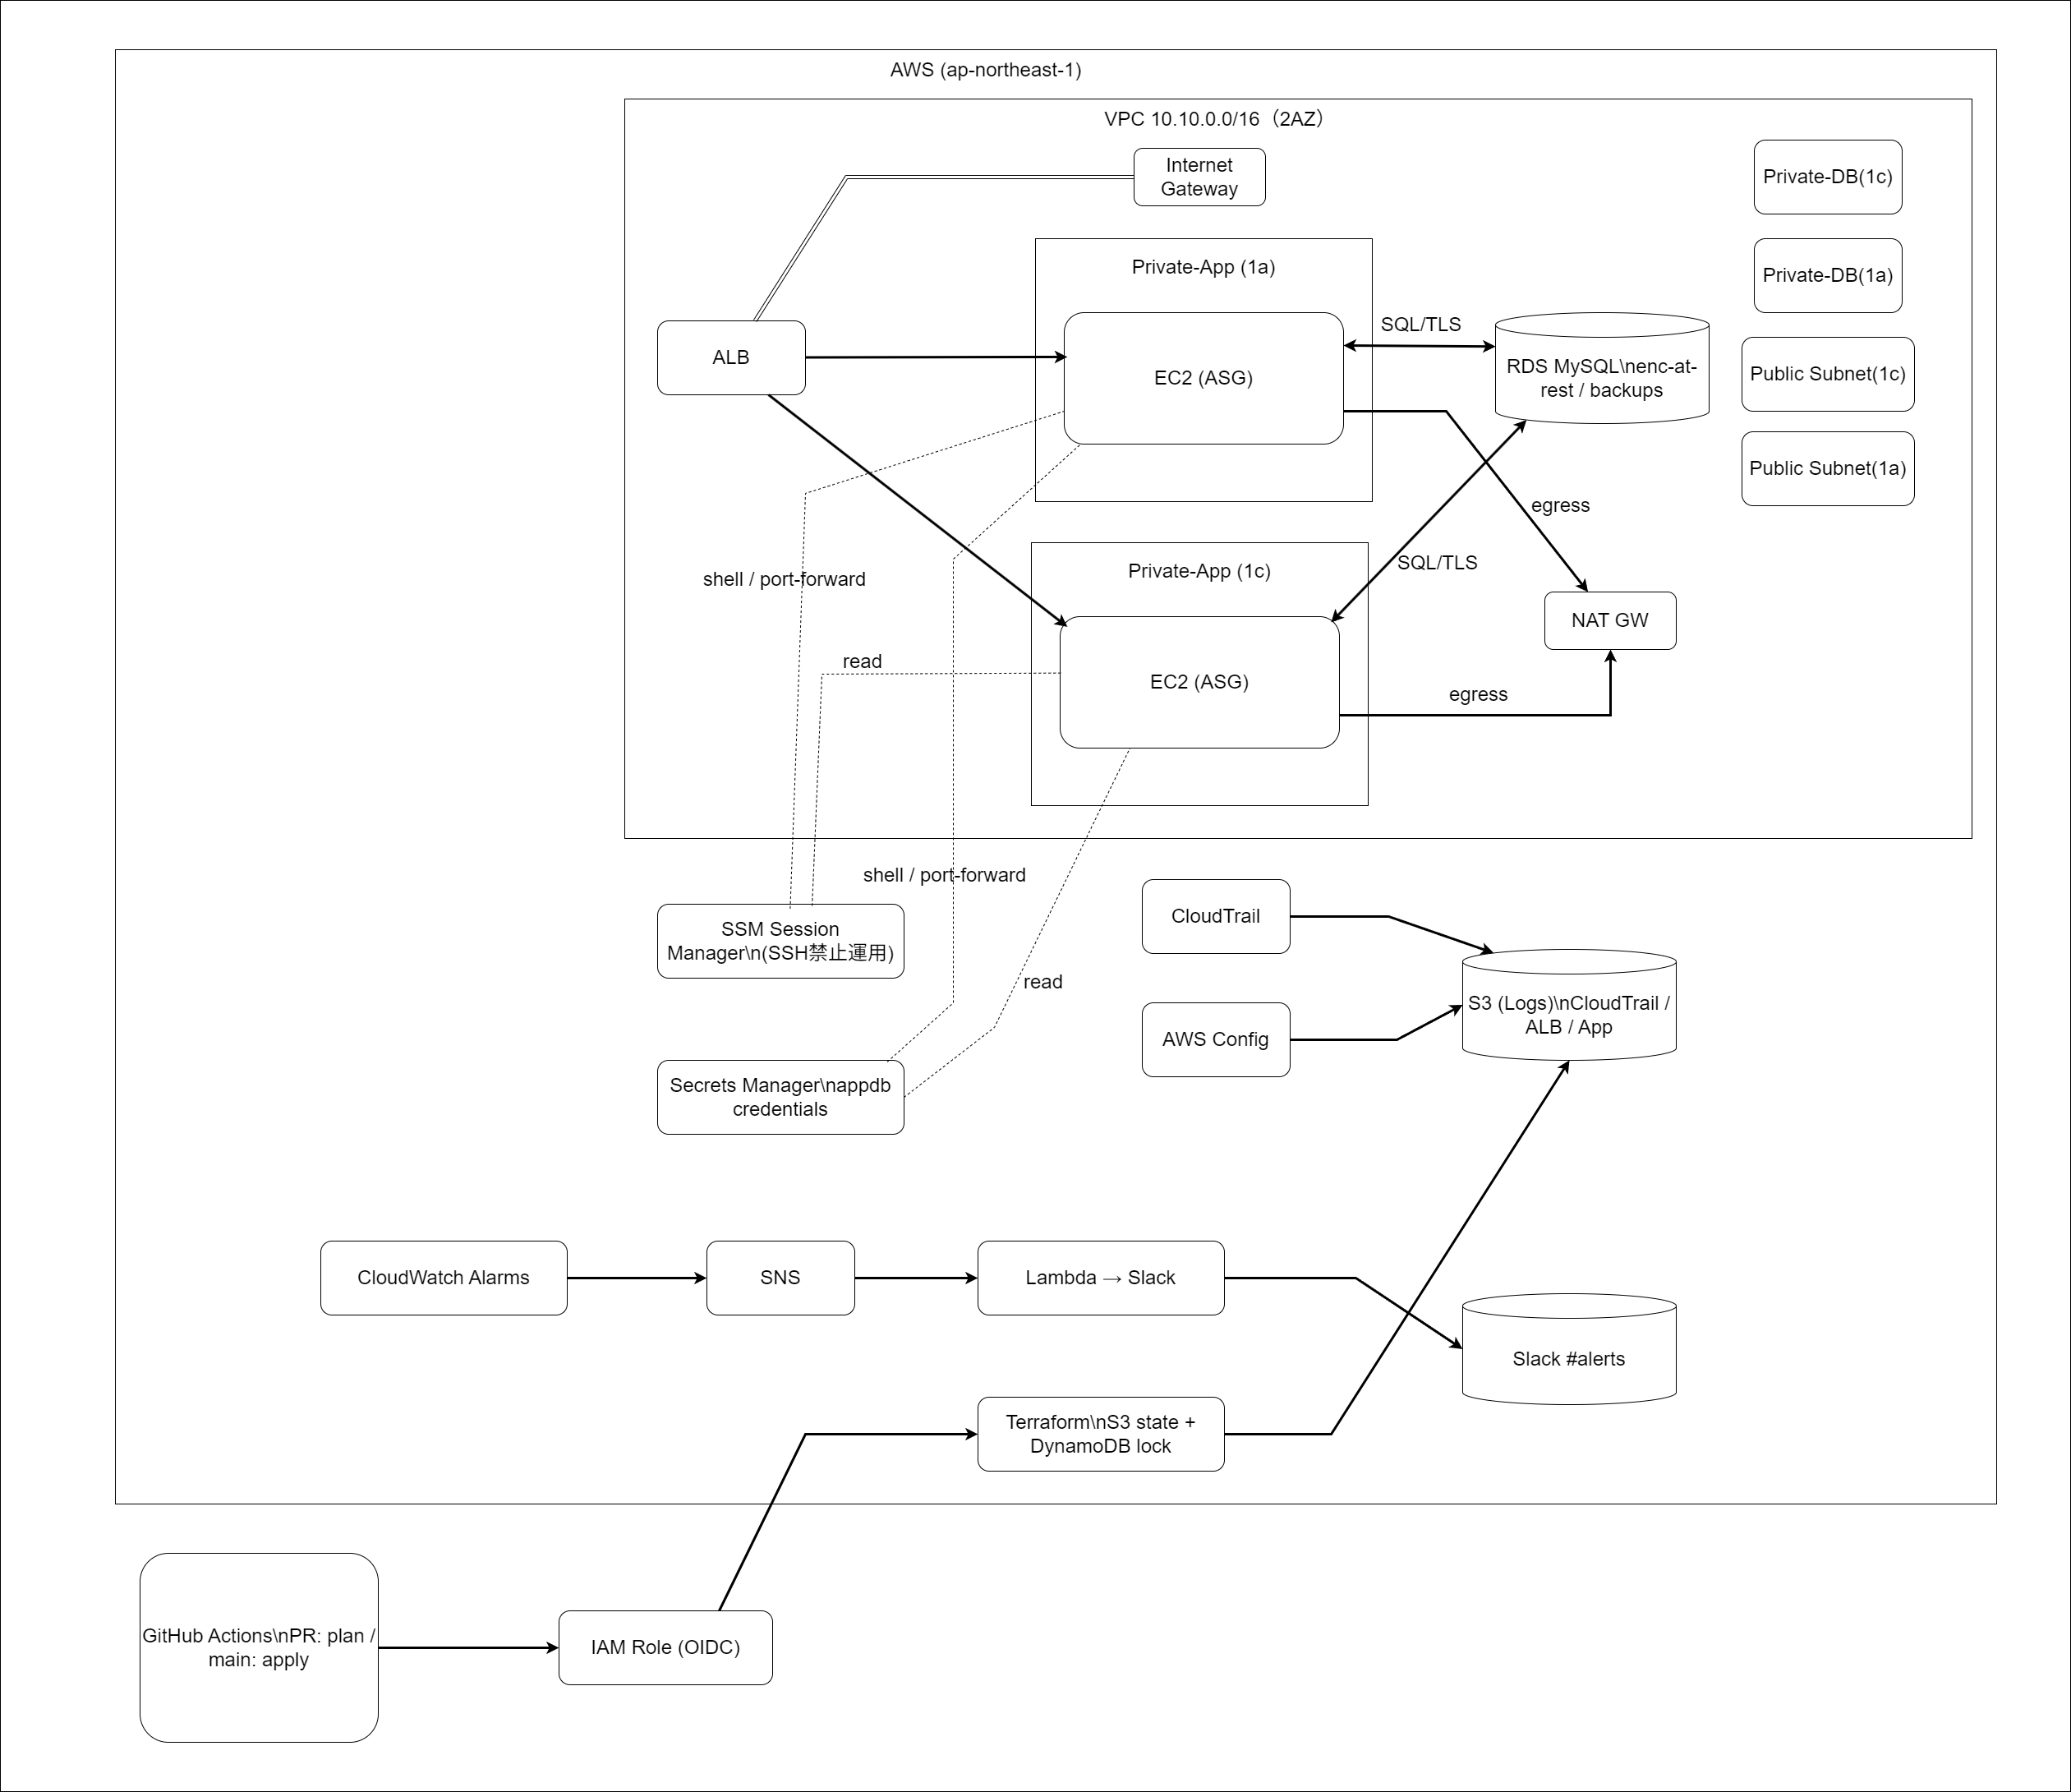 AWS (ap-northeast-1)
VPC 10.10.0.0/16（2AZ）
Internet
Gateway
Private-DB(1c)
Private-App (1a)
Private-DB(1a)
ALB
EC2 (ASG)
SQL/TLS
RDS MySQL\nenc-at-
rest / backups
Public Subnet(1c)
Public Subnet(1a)
egress
SQL/TLS
Private-App (1c)
shell / port-forward
NAT GW
read
EC2 (ASG)
egress
shell / port-forward
SSM Session
Manager\n(SSH禁止運用)
CloudTrail
read
S3 (Logs)\nCloudTrail /
ALB / App
AWS Config
Secrets Manager\nappdb
credentials
CloudWatch Alarms
SNS
Lambda → Slack
Slack #alerts
Terraform\nS3 state +
DynamoDB lock
GitHub Actions\nPR: plan /
main: apply
IAM Role (OIDC)